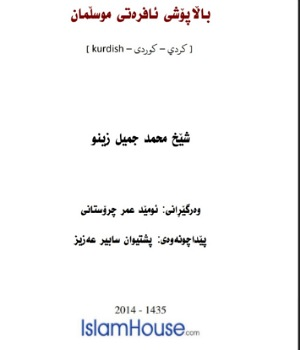 باڵاپۆشی ئافرەتی موسڵمان
[ كوردی – كردي – kurdish ]
شێخ محمد جمیل زینو
وەرگێڕانی: ئومێد عمر چرۆستانی
پێداچونەوەی: پشتیوان سابیر عەزیز
2014 - 1435
IslamHouse.com